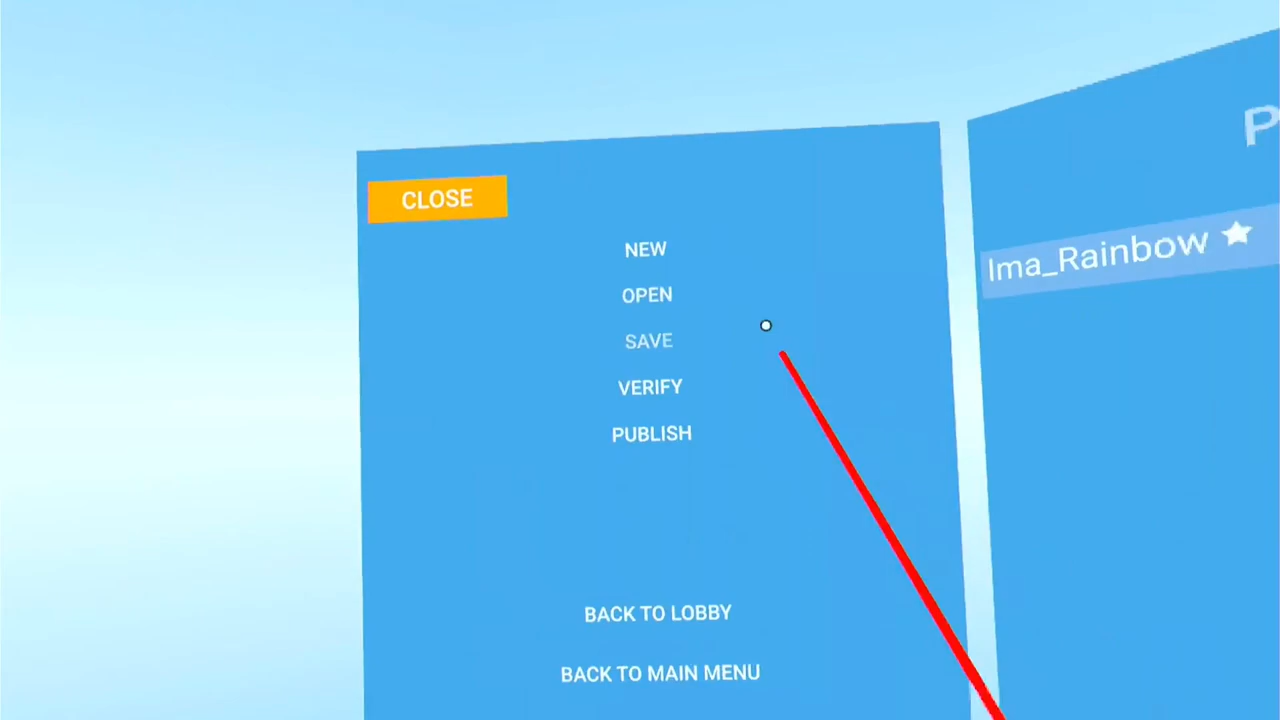 CLOSE
NEW
OPEN
SAVE
VERIFY
PUBLISH
BACK TO LOBBY
BACK TO MAIN MENU
P
Ima_Rainbow